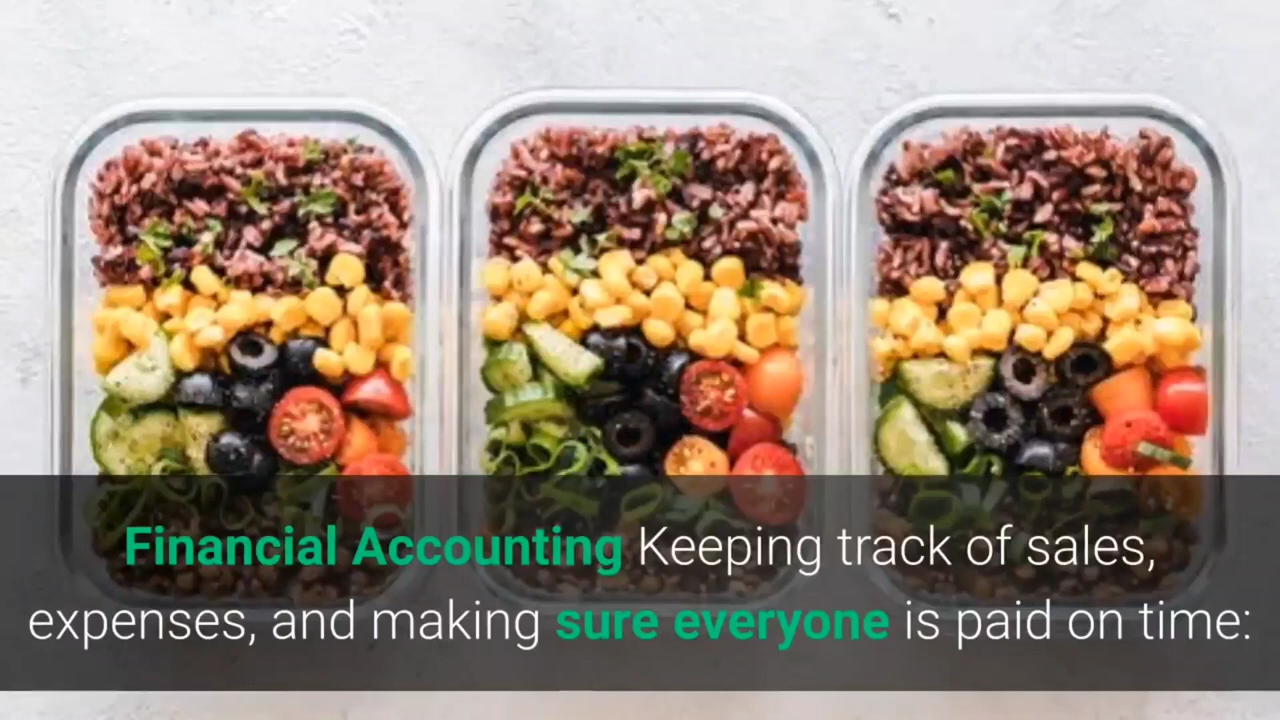 Financial Accounting Keeping track of sales,
expenses, and making sure everyone is paid on time: